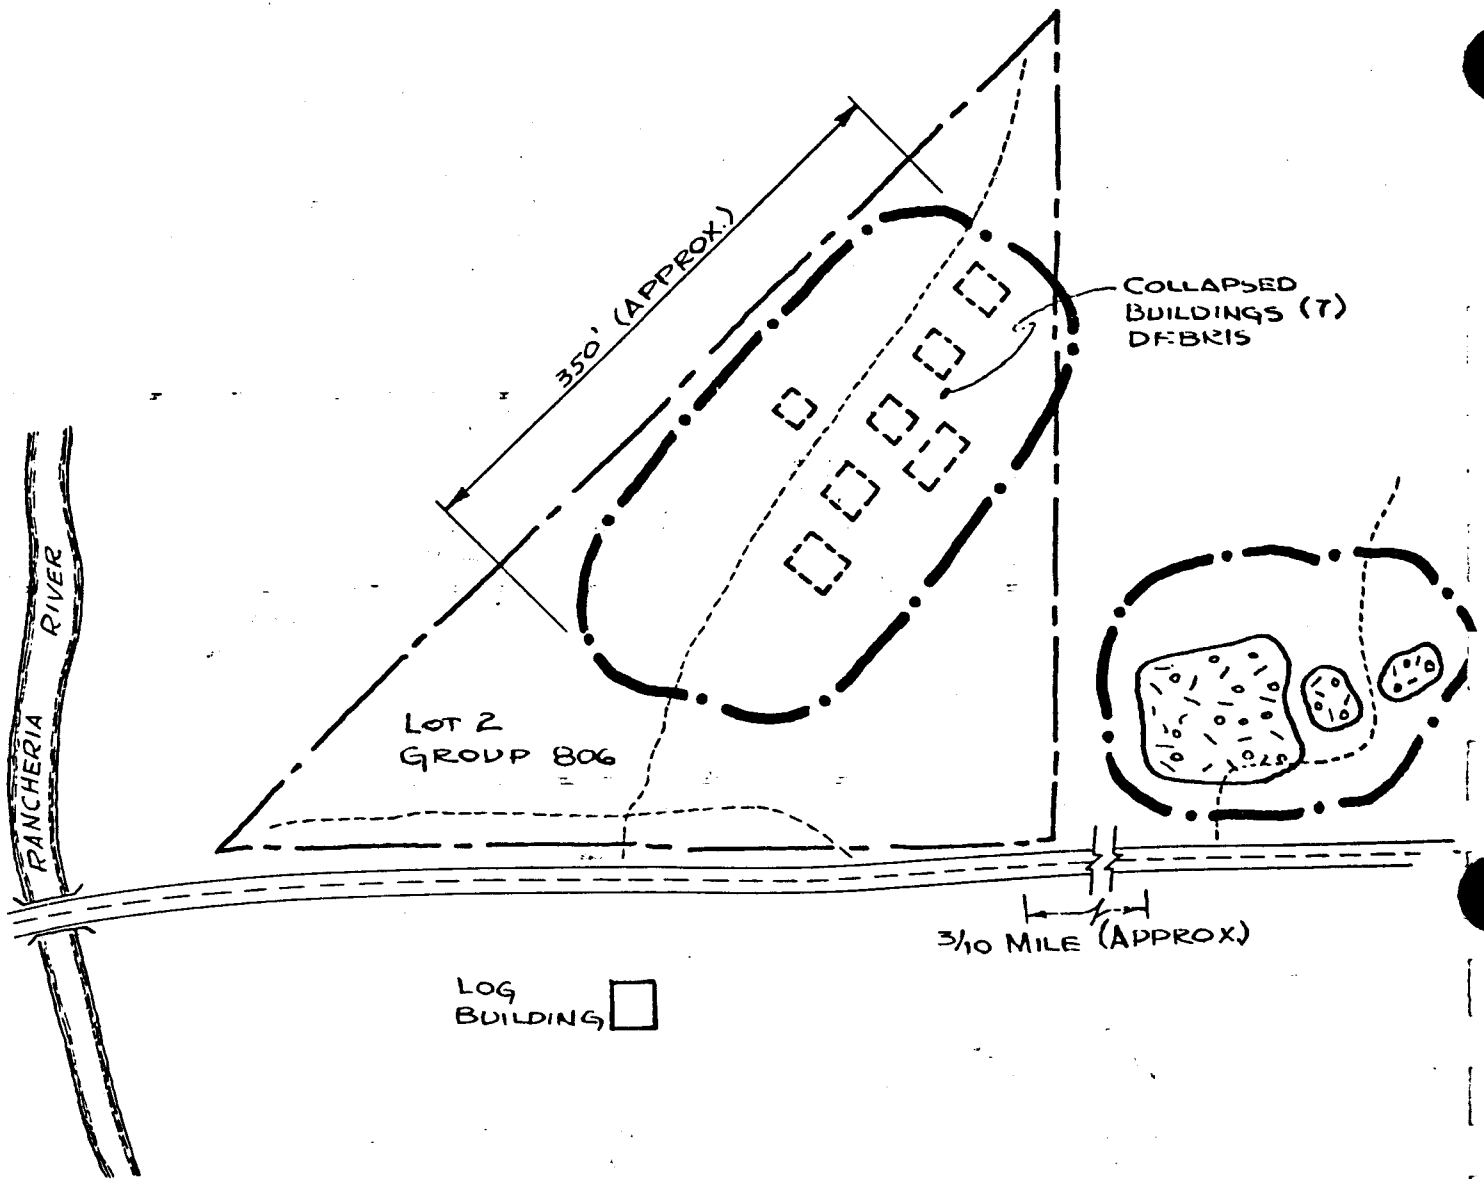 350' (APPROX.)
COLLAPSED
BUILDINGS (7)
DEBRIS
RANCHERIA RIVER
LOT 2
GROUP 806
3/10 MILE (APPROX.)
LOG
BUILDING